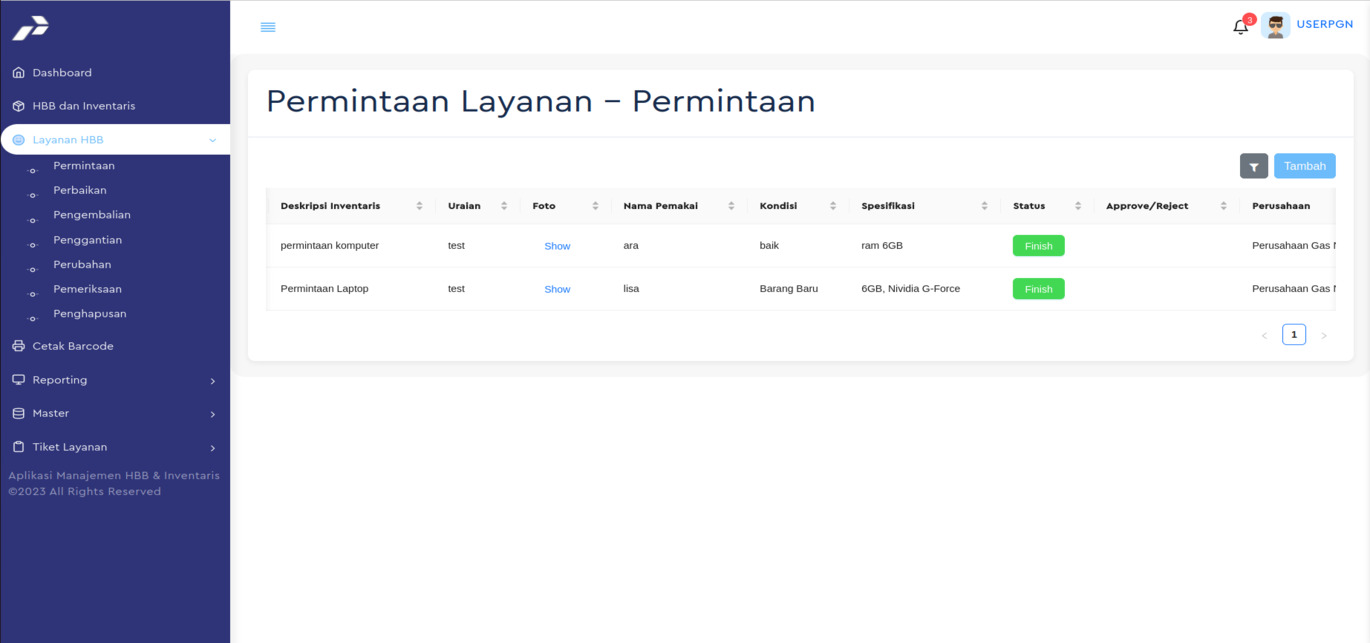 3
USERPGN
Dashboard
HBB dan Inventaris
Layanan HBB
Permintaan
Perbaikan
Pengembalian
Penggantian
Perubahan
Pemeriksaan
Penghapusan
Cetak Barcode
Reporting
Master
Tiket Layanan
Aplikasi Manajemen HBB & Inventaris
©2023 All Rights Reserved
Permintaan Layanan – Permintaan
Tambah
Deskripsi Inventaris Uraian Foto Nama Pemakai Kondisi Spesifikasi Status Approve/Reject Perusahaan
permintaan komputer test Show ara baik ram 6GB Finish Perusahaan Gas
Permintaan Laptop test Show lisa Barang Baru 6GB, Nividia G-Force Finish Perusahaan Gas
< 1 >